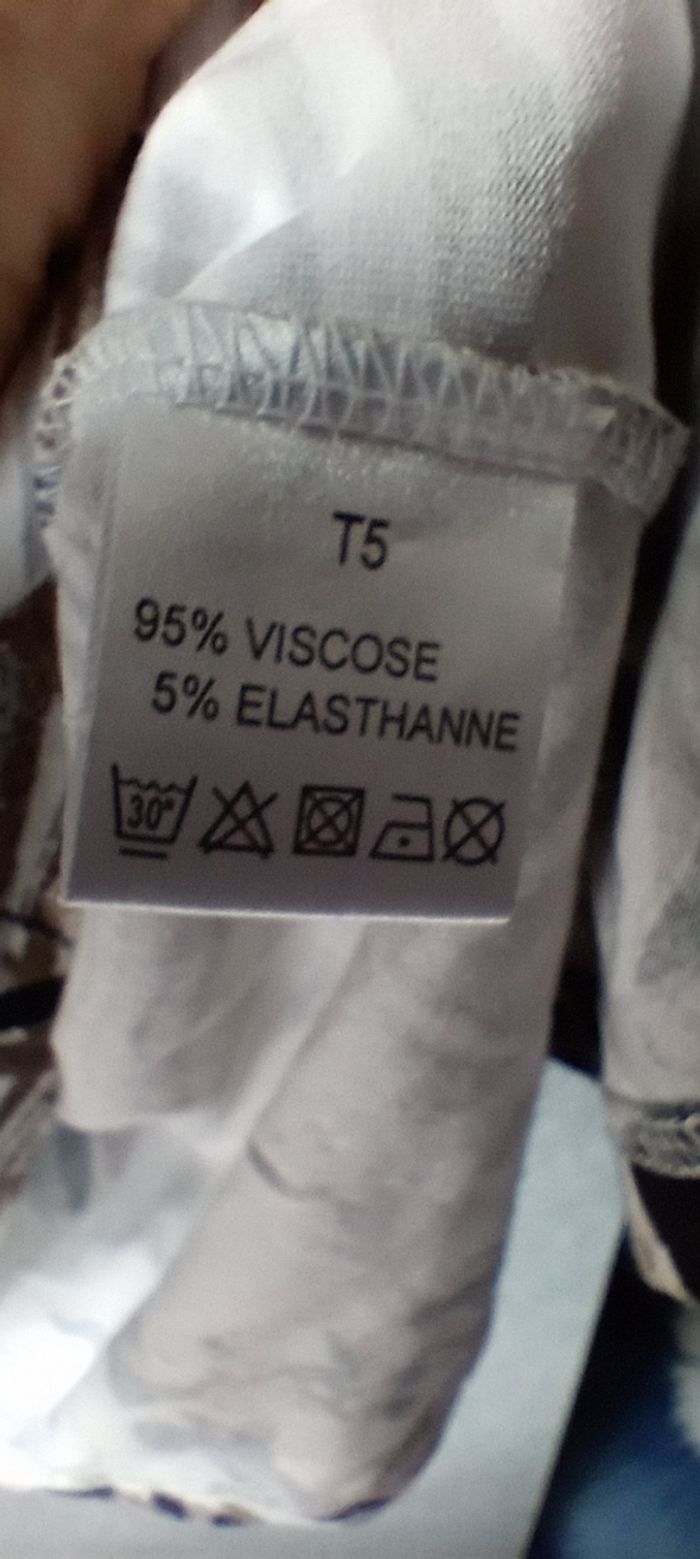 T5
95% VISCOSE
5% ELASTHANNE
30°